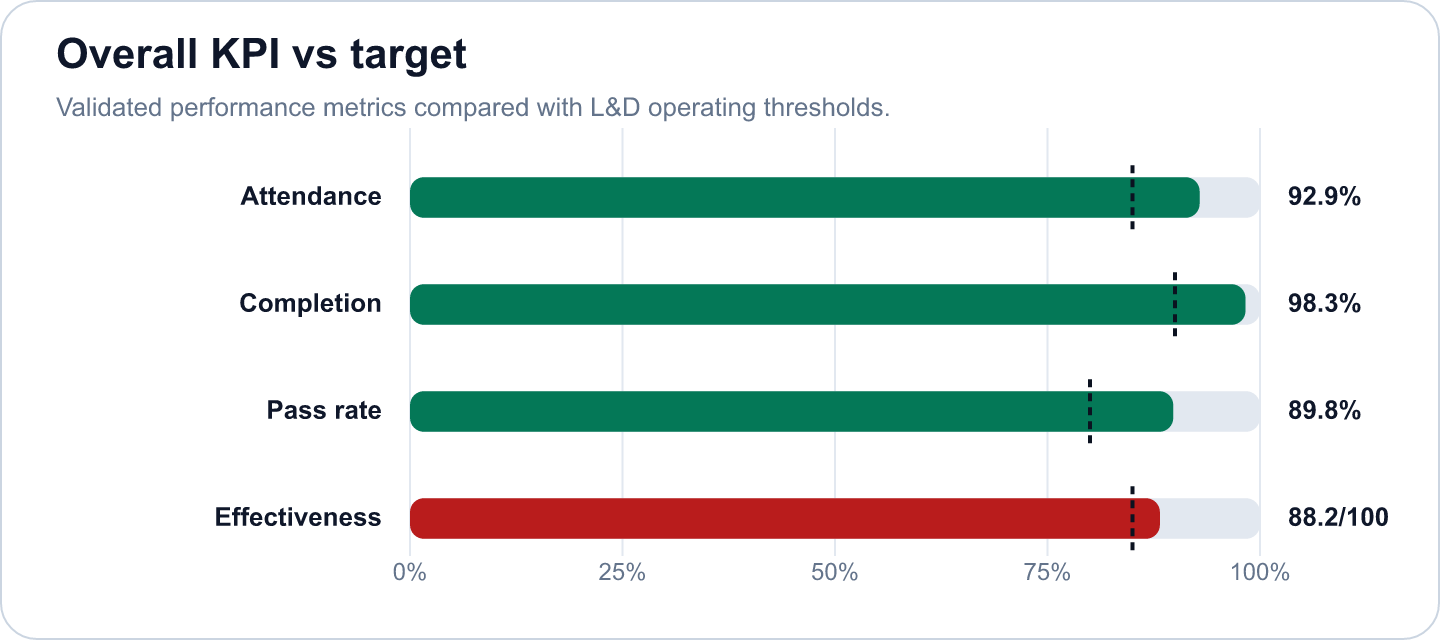 Overall KPI vs target
Validated performance metrics compared with L&D operating thresholds.
Attendance 92.9%
Completion 98.3%
Pass rate 89.8%
Effectiveness 88.2/100
0% 25% 50% 75% 100%